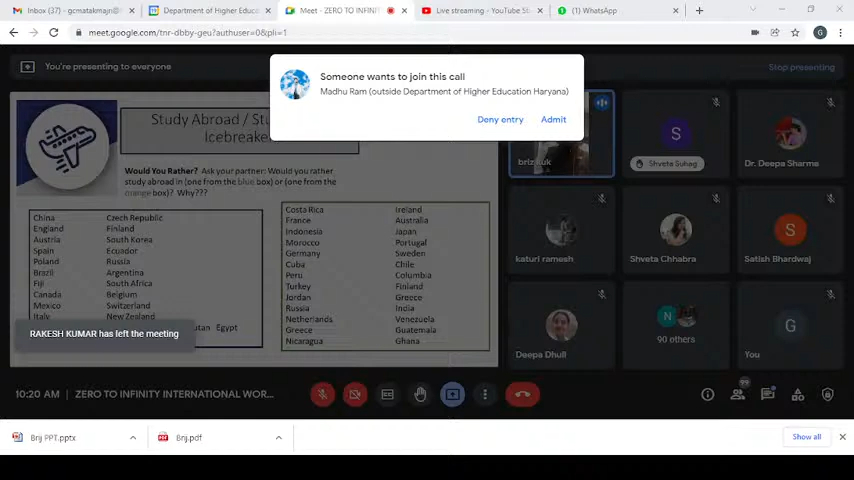 Inbox (37) - gcmatakmajn@
Department of Higher Educa
Meet - ZERO TO INFINI
Live streaming - YouTube St
(1) WhatsApp
meet.google.com/tnr-dbby-geu?authuser=0&pli=1
G
You're presenting to everyone
Stop presenting
Someone wants to join this call
Madhu Ram (outside Department of Higher Education Haryana)
Deny entry
Admit
Study Abroad / Stu
Icebreake
Would You Rather? Ask your partner: Would you rather
study abroad in (one from the blue box) or (one from the
orange box)? Why???
China Czech Republic
England Finland
Austria South Korea
Spain Ecuador
Poland Russia
Brazil Argentina
Fiji South Africa
Canada Belgium
Mexico Switzerland
Italy New Zealand
utan Egypt
Costa Rica Ireland
France Australia
Indonesia Japan
Morocco Portugal
Germany Sweden
Cuba Chile
Peru Columbia
Turkey Finland
Jordan Greece
Russia India
Netherlands Venezuela
Greece Guatemala
Nicaragua Ghana
RAKESH KUMAR has left the meeting
S
Shveta Suhag
Dr. Deepa Sharma
katuri ramesh
Shveta Chhabra
S
Satish Bhardwaj
Deepa Dhull
N
90 others
G
You
10:20 AM | ZERO TO INFINITY INTERNATIONAL WOR...
99
Brij PPT.pptx
Brij.pdf
Show all